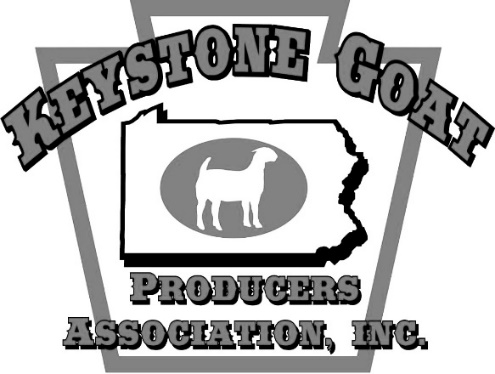 KEYSTONE GOAT
PRODUCERS
ASSOCIATION, INC.